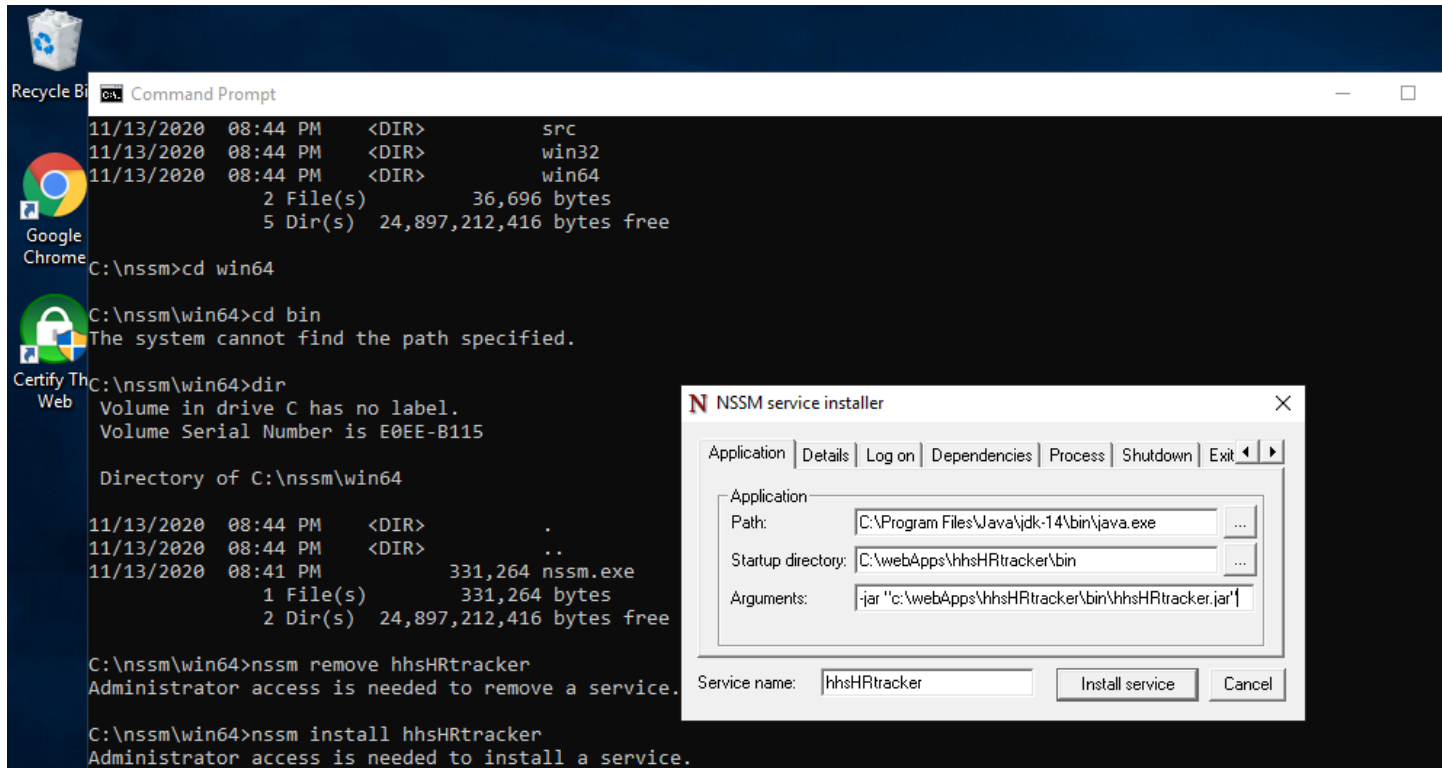 Recycle Bi
Google
Chrome
Certify Th
Web
Command Prompt
11/13/2020 08:44 PM <DIR> src
11/13/2020 08:44 PM <DIR> win32
11/13/2020 08:44 PM <DIR> win64
2 File(s) 36,696 bytes
5 Dir(s) 24,897,212,416 bytes free
C:\nssm>cd win64
C:\nssm\win64>cd bin
The system cannot find the path specified.
C:\nssm\win64>dir
Volume in drive C has no label.
Volume Serial Number is E0EE-B115
Directory of C:\nssm\win64
11/13/2020 08:44 PM <DIR> .
11/13/2020 08:44 PM <DIR> ..
11/13/2020 08:41 PM 331,264 nssm.exe
1 File(s) 331,264 bytes
2 Dir(s) 24,897,212,416 bytes free
C:\nssm\win64>nssm remove hhsHRtracker
Administrator access is needed to remove a service.
C:\nssm\win64>nssm install hhsHRtracker
Administrator access is needed to install a service.
N NSSM service installer
Application Details Log on Dependencies Process Shutdown Exit
Application
Path: C:\Program Files\Java\jdk-14\bin\java.exe ...
Startup directory: C:\webApps\hhsHRtracker\bin ...
Arguments: -jar "c:\webApps\hhsHRtracker\bin\hhsHRtracker.jar"
Service name: hhsHRtracker Install service Cancel